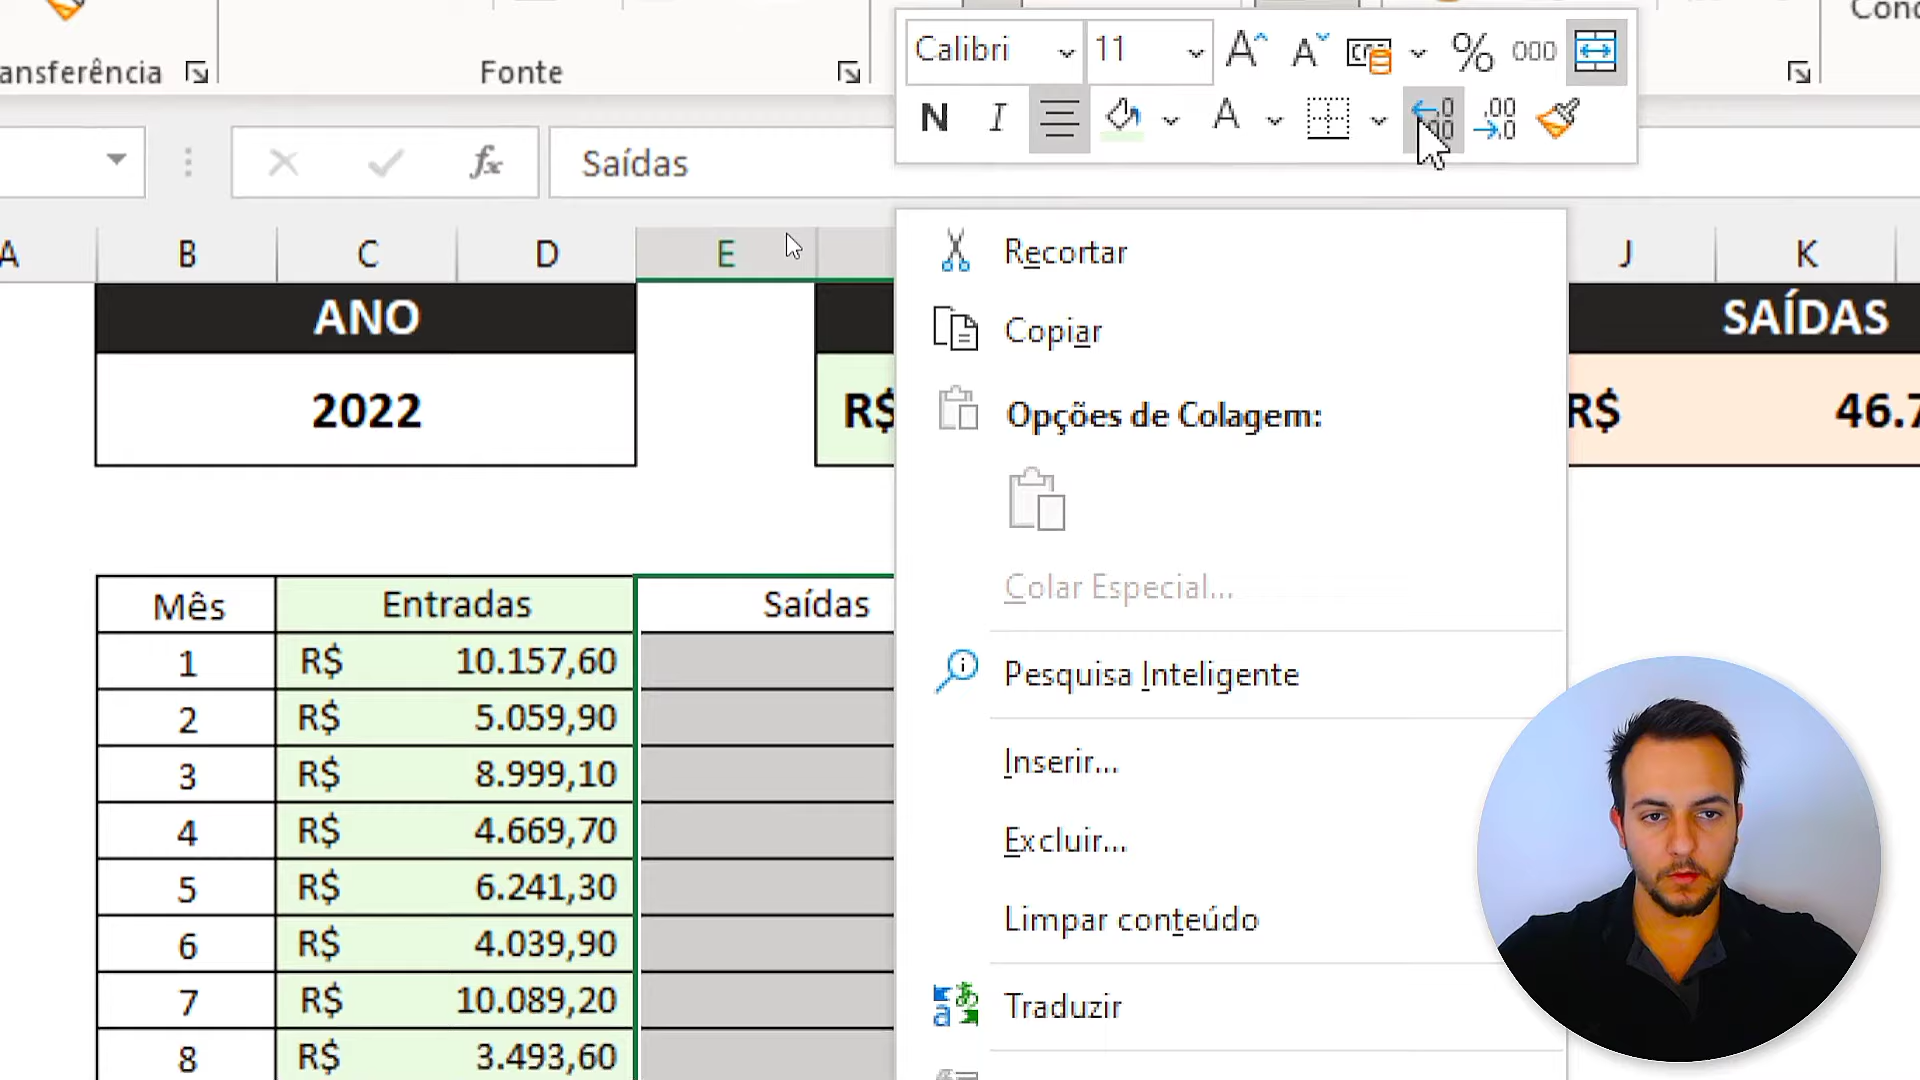 Calibri 11 A A % 000
ansferência Fonte
N I A
fx Saídas
A B C D E J K
ANO
SAÍDAS
2022
R$
R$ 46.7
Recortar
Copiar
Opções de Colagem:
Colar Especial...
Pesquisa Inteligente
Inserir...
Excluir...
Limpar conteúdo
Traduzir
Mês Entradas Saídas
1 R$ 10.157,60
2 R$ 5.059,90
3 R$ 8.999,10
4 R$ 4.669,70
5 R$ 6.241,30
6 R$ 4.039,90
7 R$ 10.089,20
8 R$ 3.493,60